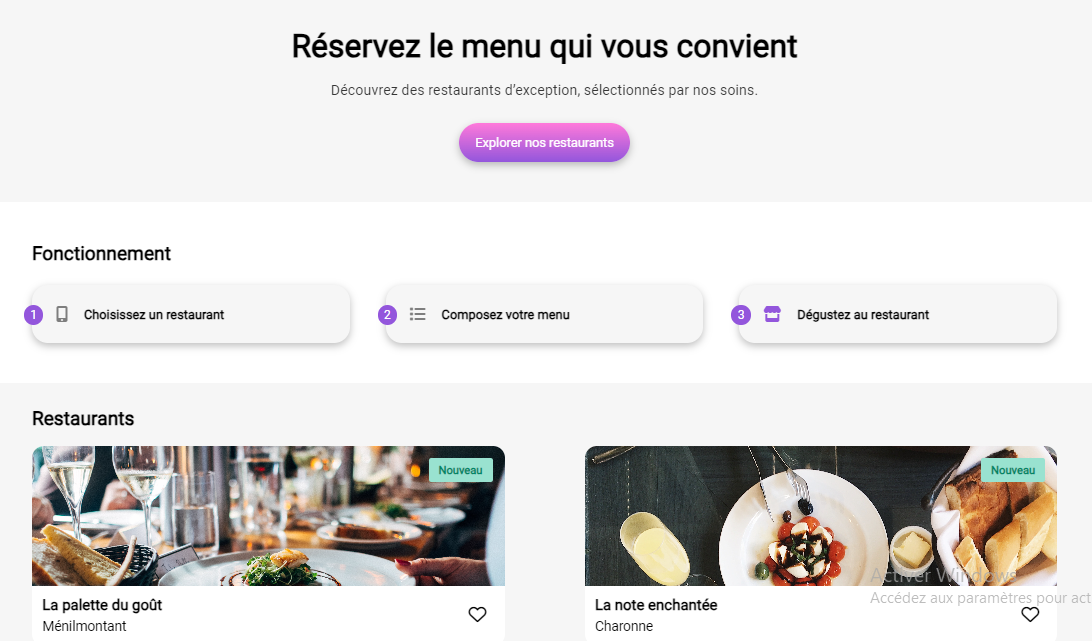 Réservez le menu qui vous convient
Découvrez des restaurants d'exception, sélectionnés par nos soins.
Explorer nos restaurants
Fonctionnement
1 Choisissez un restaurant
2 Composez votre menu
3 Dégustez au restaurant
Restaurants
Nouveau
Nouveau
La palette du goût
Ménilmontant
La note enchantée
Charonne
Activer Windows
Accédez aux paramètres pour act